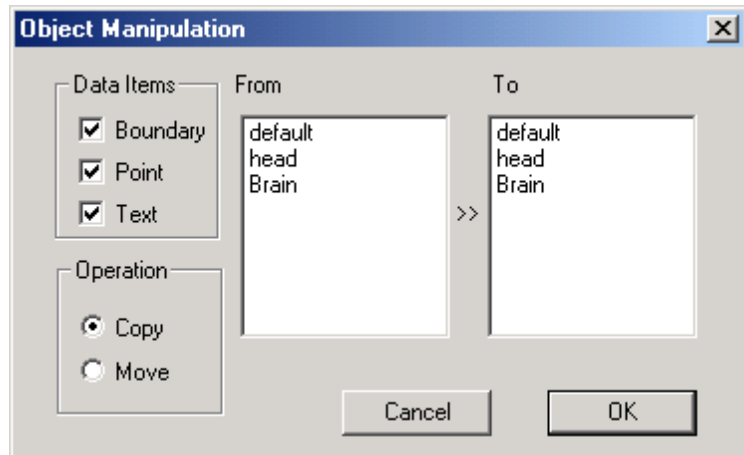 Object Manipulation
Data Items
Boundary
Point
Text
Operation
Copy
Move
From
default
head
Brain
>>
To
default
head
Brain
Cancel
OK